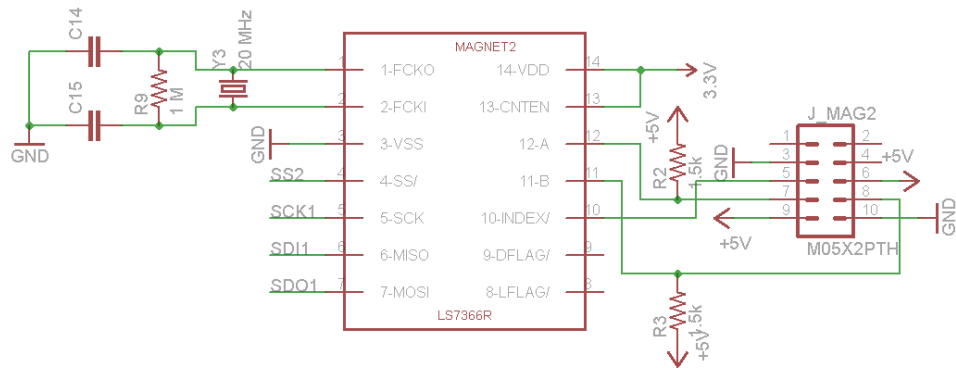 C14
C15
R9
1 M
Y3
20 MHz
GND
MAGNET2
1
1-FCKO
14-VDD
14
3.3V
2
2-FCKI
13-CNTEN
13
GND
3
3-VSS
12-A
12
SS2
4
4-SS/
11-B
11
SCK1
5
5-SCK
10-INDEX/
10
SDI1
6
6-MISO
9-DFLAG/
9
SDO1
7
7-MOSI
8-LFLAG/
8
LS7366R
+5V
R2
1.5k
J_MAG2
1
2
GND
3
4
+5V
5
6
7
8
+5V
9
10
GND
M05X2PTH
R3
1.5k
+5V